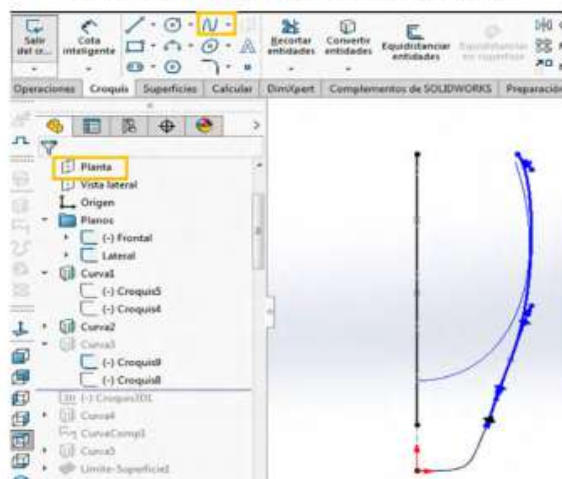 Salir del cr...
Cota inteligente
Recortar entidades
Convertir entidades
Equidistanciar entidades
Equidistanciar en superficie
Operaciones Croquis Superficies Calcular DimXpert Complementos de SOLIDWORKS Preparación
Planta
Vista lateral
Origen
Planos
(-) Frontal
Lateral
Curva1
(-) Croquis5
(-) Croquis4
Curva2
Curva3
(-) Croquis9
(-) Croquis8
(-) Croquis3D1
Curva4
CurvaComp1
Curva5
Límite-Superficie1